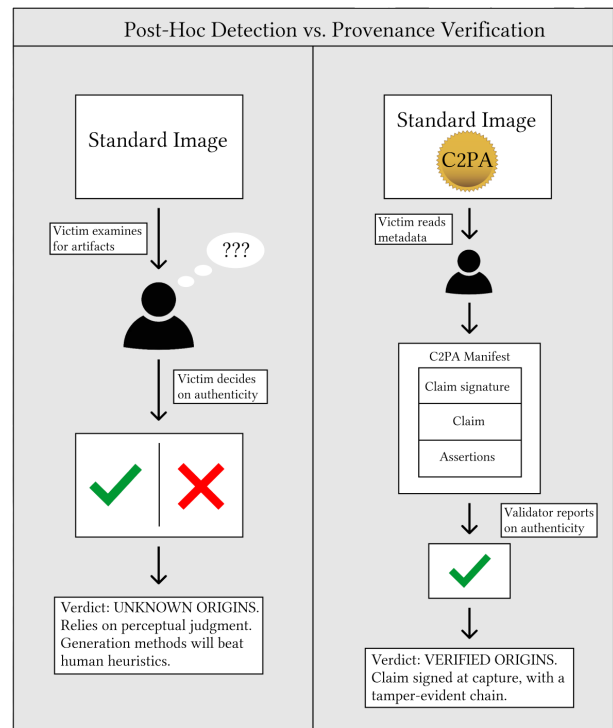 Post-Hoc Detection vs. Provenance Verification
Standard Image
Victim examines
for artifacts
???
Victim decides
on authenticity
Verdict: UNKNOWN ORIGINS.
Relies on perceptual judgment.
Generation methods will beat
human heuristics.
Standard Image
C2PA
Victim reads
metadata
C2PA Manifest
Claim signature
Claim
Assertions
Validator reports
on authenticity
Verdict: VERIFIED ORIGINS.
Claim signed at capture, with a
tamper-evident chain.